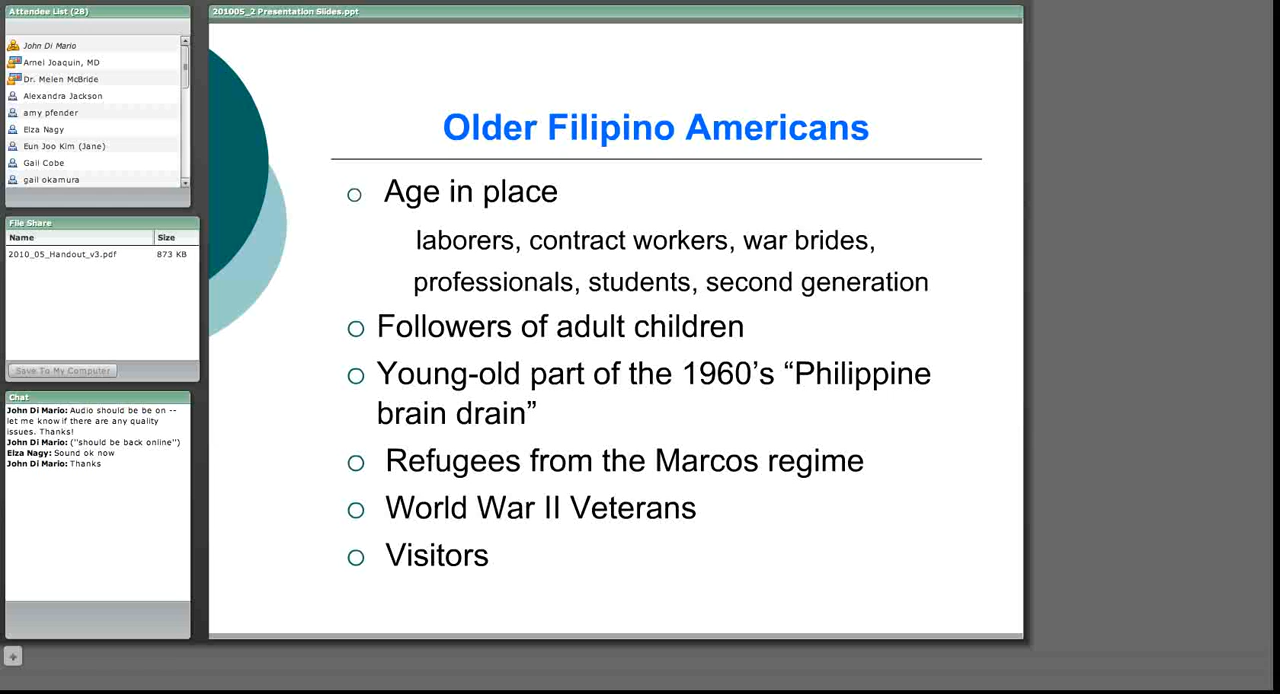 Attendee List (28)
John Di Mario
Arnel Joaquin, MD
Dr. Melen McBride
Alexandra Jackson
amy pfender
Elza Nagy
Eun Joo Kim (Jane)
Gail Cobe
gail okamura
File Share
Name Size
2010_05_Handout_v3.pdf 873 KB
Save To My Computer
Chat
John Di Mario: Audio should be be on --
let me know if there are any quality
issues. Thanks!
John Di Mario: ("should be back online")
Elza Nagy: Sound ok now
John Di Mario: Thanks
201005_2 Presentation Slides.ppt
Older Filipino Americans
Age in place
laborers, contract workers, war brides,
professionals, students, second generation
Followers of adult children
Young-old part of the 1960’s “Philippine
brain drain”
Refugees from the Marcos regime
World War II Veterans
Visitors